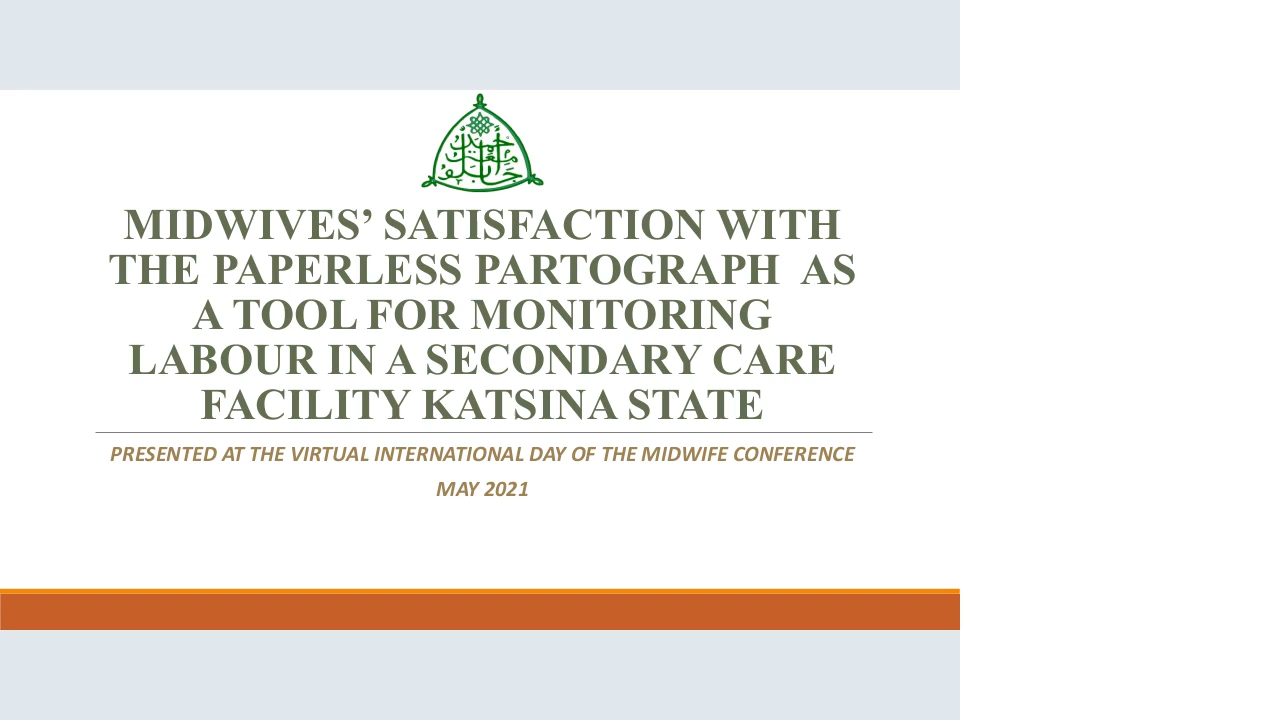 MIDWIVES’ SATISFACTION WITH
THE PAPERLESS PARTOGRAPH  AS
A TOOL FOR MONITORING
LABOUR IN A SECONDARY CARE
FACILITY KATSINA STATE
PRESENTED AT THE VIRTUAL INTERNATIONAL DAY OF THE MIDWIFE CONFERENCE
MAY 2021